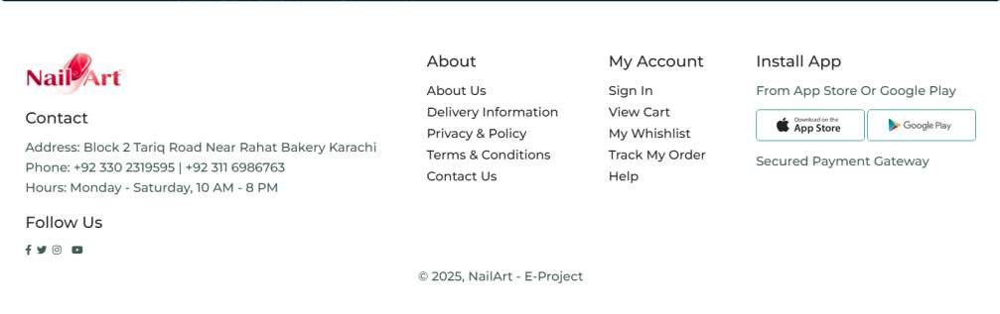 Nail Art
Contact
Address: Block 2 Tariq Road Near Rahat Bakery Karachi
Phone: +92 330 2319595 | +92 311 6986763
Hours: Monday - Saturday, 10 AM - 8 PM
Follow Us
About
About Us
Delivery Information
Privacy & Policy
Terms & Conditions
Contact Us
My Account
Sign In
View Cart
My Whishlist
Track My Order
Help
Install App
From App Store Or Google Play
Download on the
App Store
Google Play
Secured Payment Gateway
© 2025, NailArt - E-Project